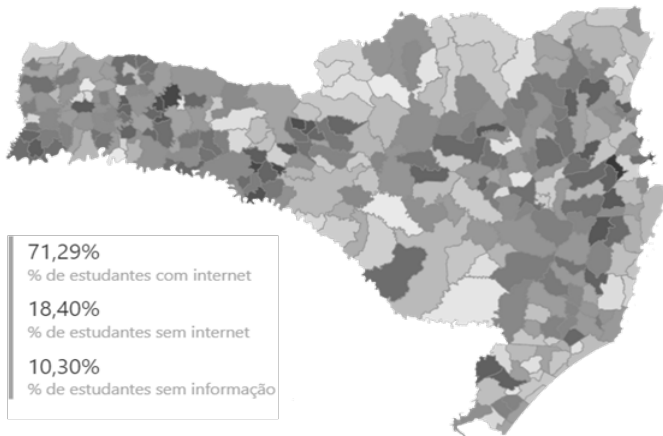 71,29%
% de estudantes com internet
18,40%
% de estudantes sem internet
10,30%
% de estudantes sem informação